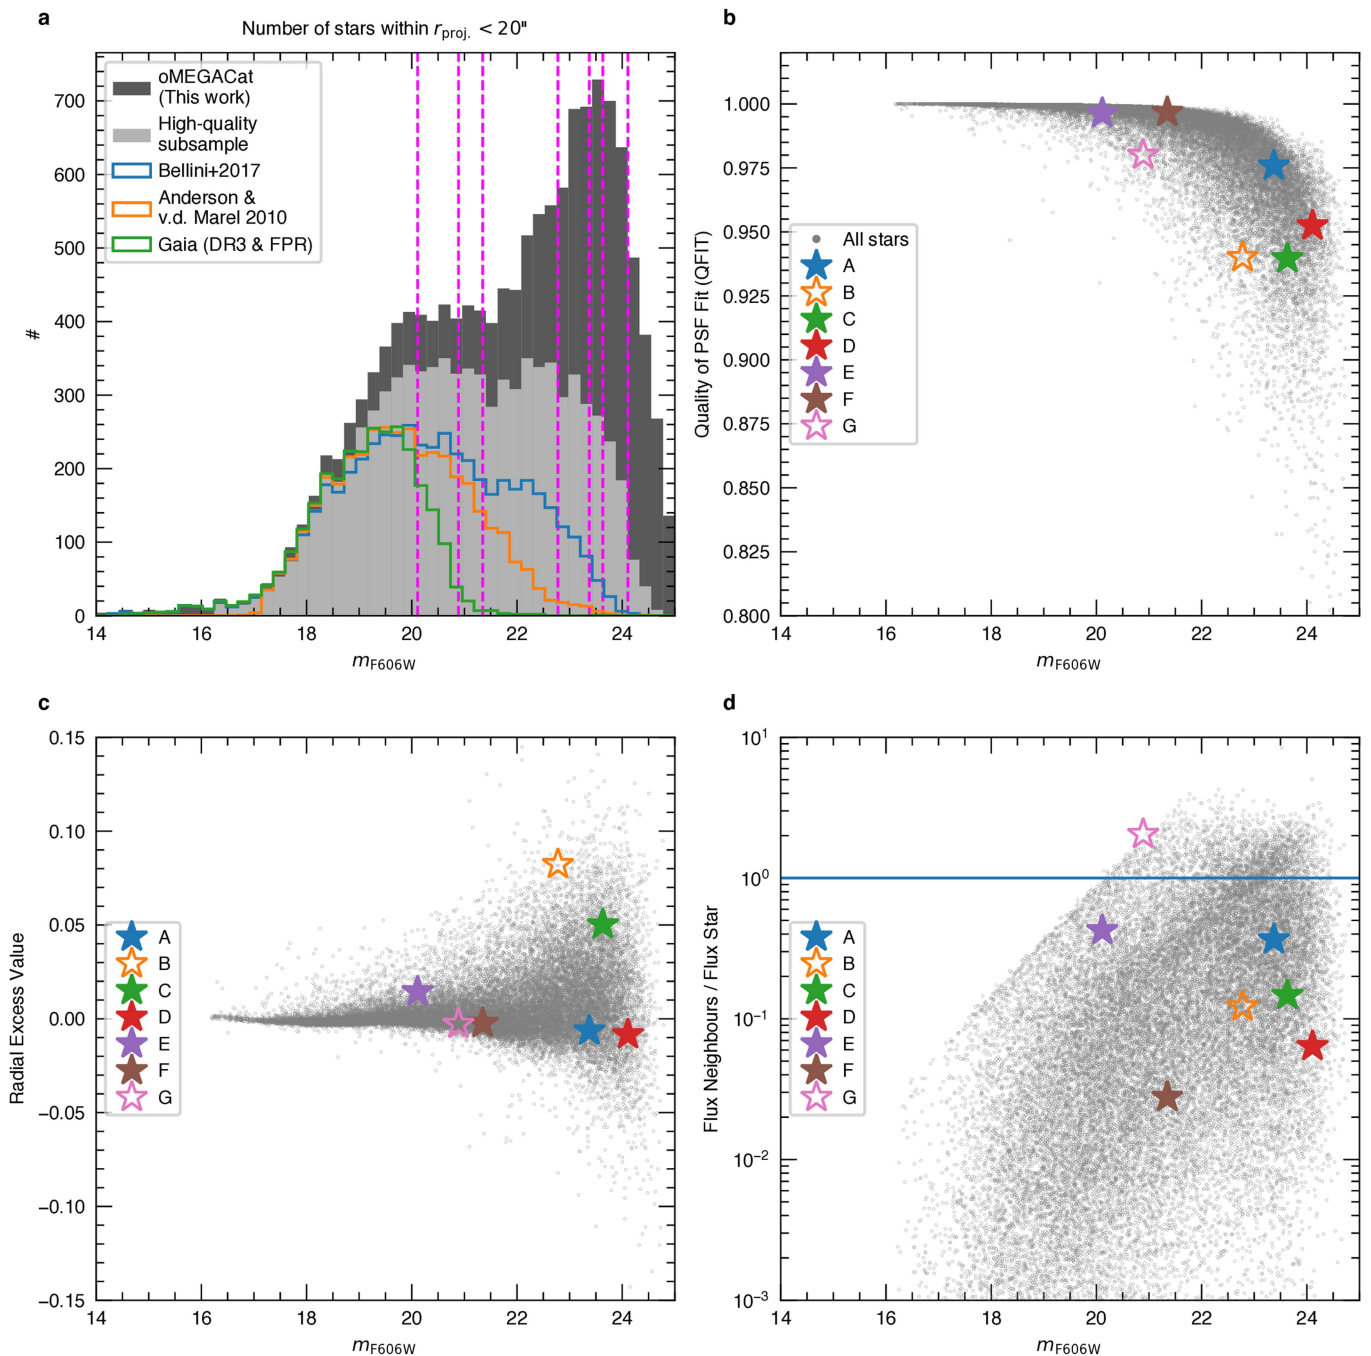 a
Number of stars within r_proj. < 20"
oMEGACat
(This work)
High-quality
subsample
Bellini+2017
Anderson &
v.d. Marel 2010
Gaia (DR3 & FPR)
#
700
600
500
400
300
200
100
0
14 16 18 20 22 24
m_F606W
b
Quality of PSF Fit (QFIT)
1.000
0.975
0.950
0.925
0.900
0.875
0.850
0.825
0.800
All stars
A
B
C
D
E
F
G
14 16 18 20 22 24
m_F606W
c
Radial Excess Value
0.15
0.10
0.05
0.00
−0.05
−0.10
−0.15
A
B
C
D
E
F
G
14 16 18 20 22 24
m_F606W
d
Flux Neighbours / Flux Star
10¹
10⁰
10⁻¹
10⁻²
10⁻³
A
B
C
D
E
F
G
14 16 18 20 22 24
m_F606W